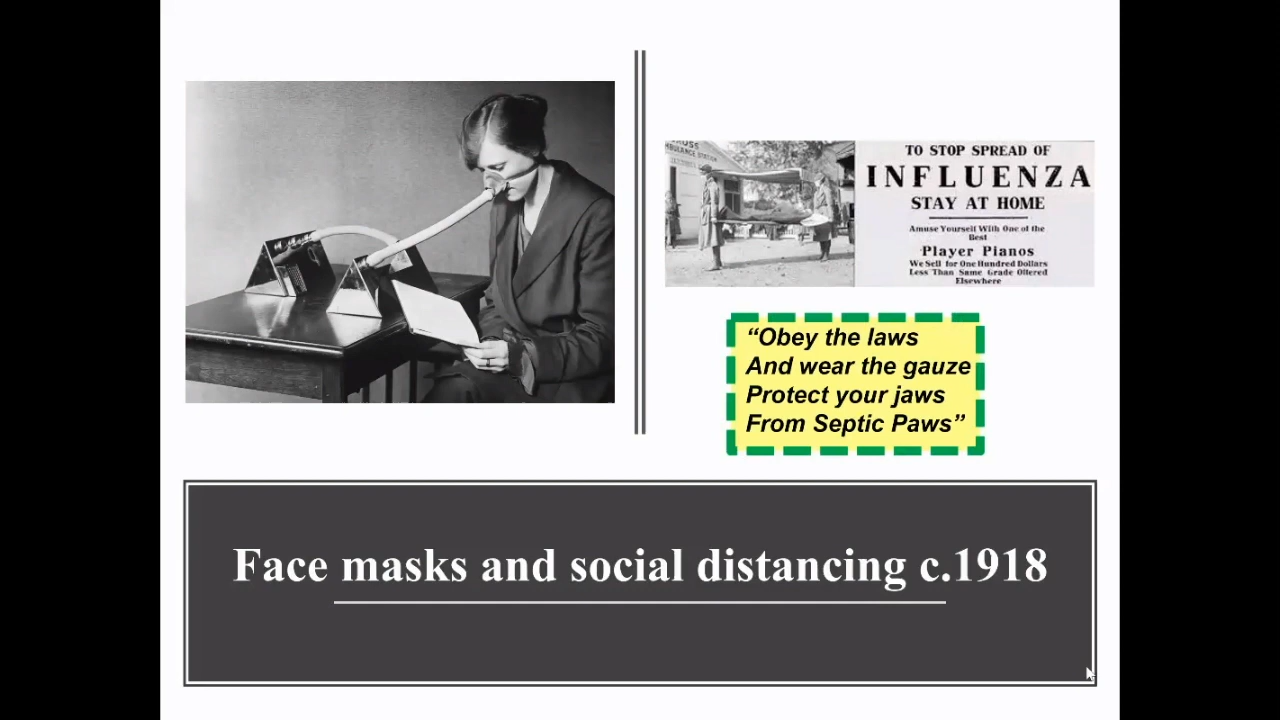 TO STOP SPREAD OF
INFLUENZA
STAY AT HOME
Amuse Yourself With One of the
Best
Player Pianos
We Sell for One Hundred Dollars
Less Than Same Grade Offered
Elsewhere
“Obey the laws
And wear the gauze
Protect your jaws
From Septic Paws”
Face masks and social distancing c.1918